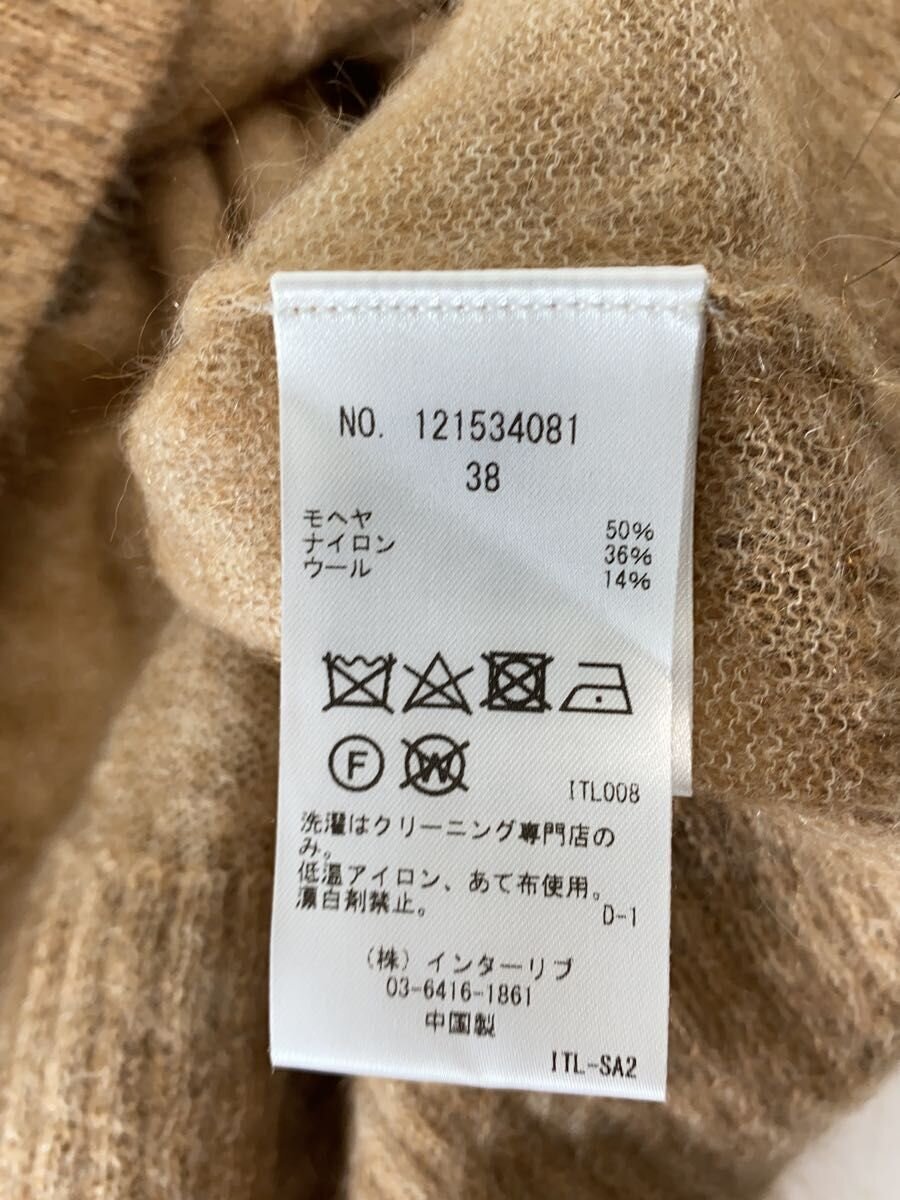 NO. 121534081
38
モヘヤ 50%
ナイロン 36%
ウール 14%
F W
ITL008
洗濯はクリーニング専門店の
み。
低温アイロン、あて布使用。
漂白剤禁止。 D-1
(株)インターリブ
03-6416-1861
中国製
ITL-SA2